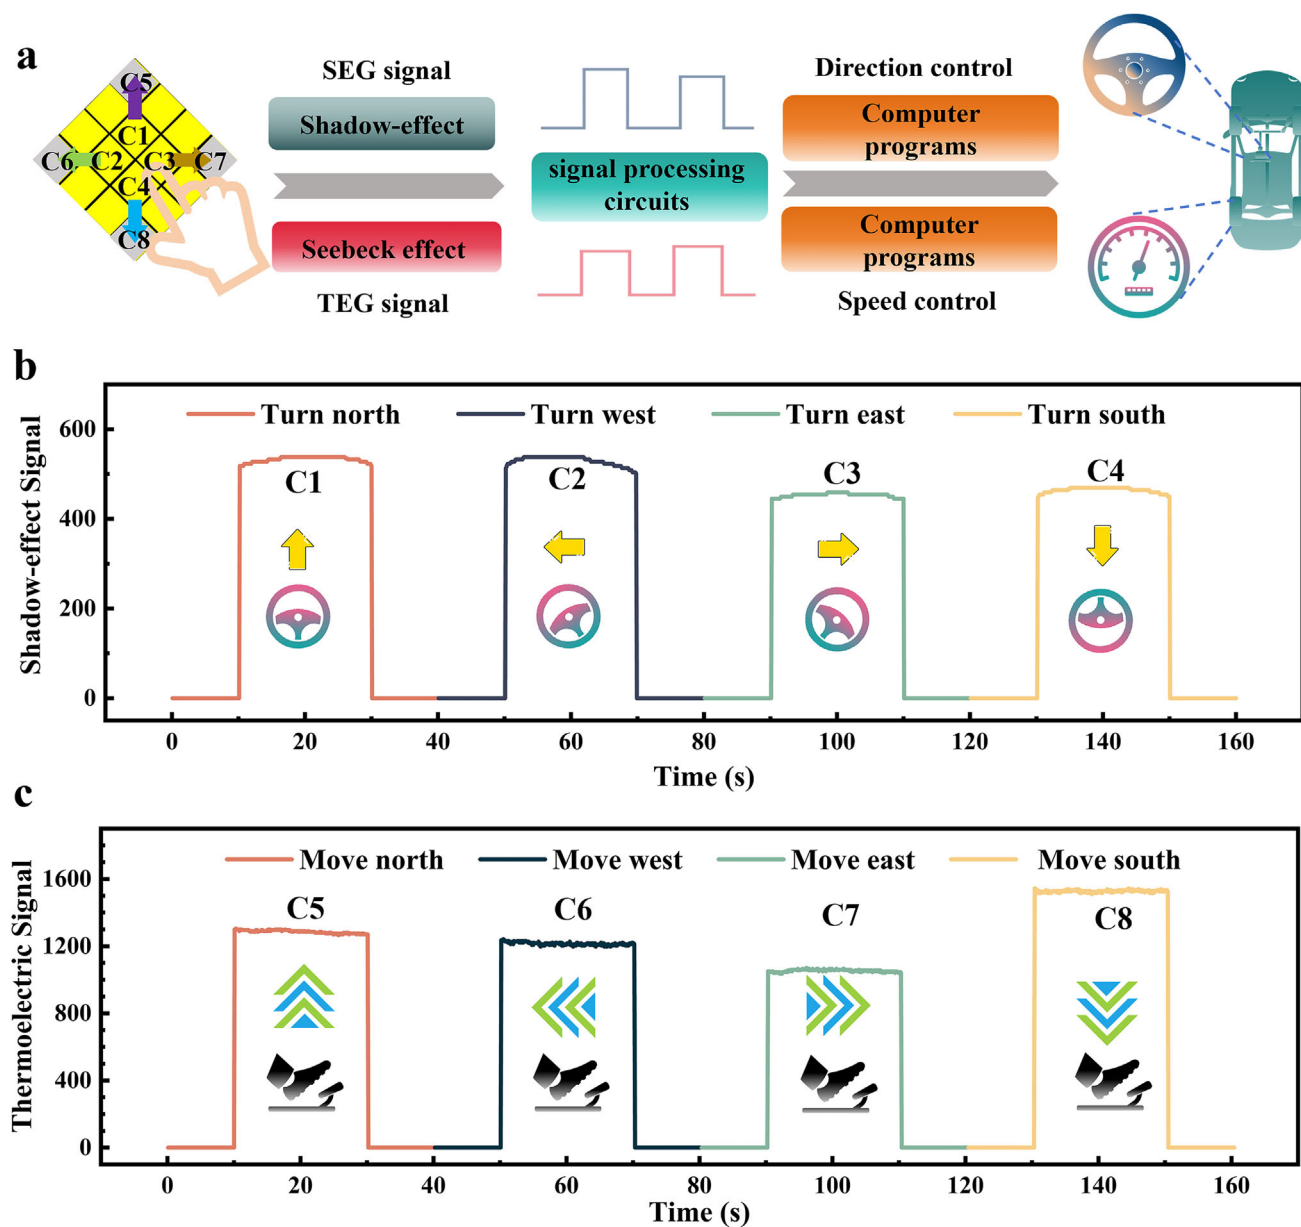 a
SEG signal
Direction control
C5
C1
C6 C2 C3 C7
C4
C8
Shadow-effect
Computer
programs
signal processing
circuits
Seebeck effect
Computer
programs
TEG signal
Speed control
b
Turn north Turn west Turn east Turn south
Shadow-effect Signal
600
400
200
0
C1 C2 C3 C4
0 20 40 60 80 100 120 140 160
Time (s)
c
Move north Move west Move east Move south
Thermoelectric Signal
1600
1200
800
400
0
C5 C6 C7 C8
0 20 40 60 80 100 120 140 160
Time (s)